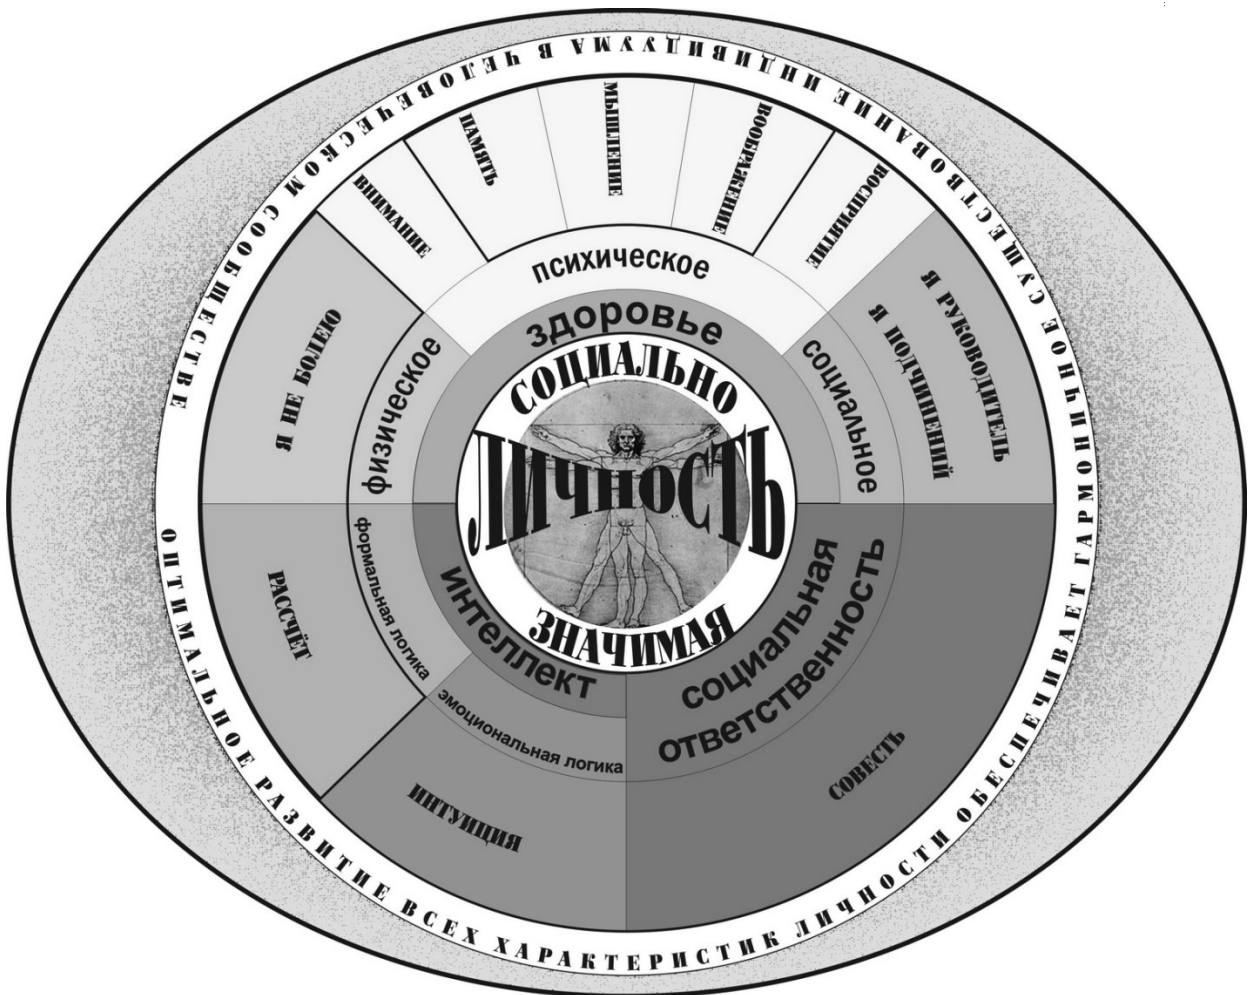 ОПТИМАЛЬНОЕ РАЗВИТИЕ ВСЕХ ХАРАКТЕРИСТИК ЛИЧНОСТИ ОБЕСПЕЧИВАЕТ ГАРМОНИЧНОЕ СУЩЕСТВОВАНИЕ ИНДИВИДУУМА В ЧЕЛОВЕЧЕСКОМ СООБЩЕСТВЕ
ВНИМАНИЕ
ПАМЯТЬ
МЫШЛЕНИЕ
ВООБРАЖЕНИЕ
ВОСПРИЯТИЕ
психическое
здоровье
физическое
социальное
Я НЕ БОЛЕЮ
Я РУКОВОДИТЕЛЬ
Я ПОДЧИНЕНИЙ
СОЦИАЛЬНО
ЛИЧНОСТЬ
ЗНАЧИМАЯ
РАССЧЁТ
формальная логика
интеллект
эмоциональная логика
ИНТУИЦИЯ
социальная
ответственность
СОВЕСТЬ